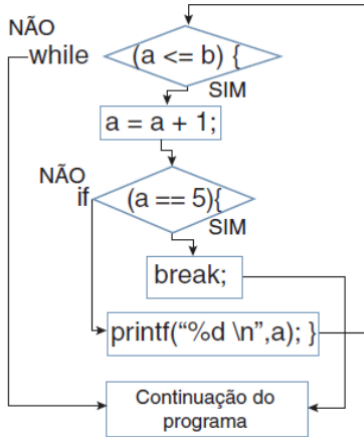 NÃO
while (a <= b) {
SIM
a = a + 1;
NÃO
if (a == 5){
SIM
break;
printf(“%d \n”,a); }
Continuação do
programa